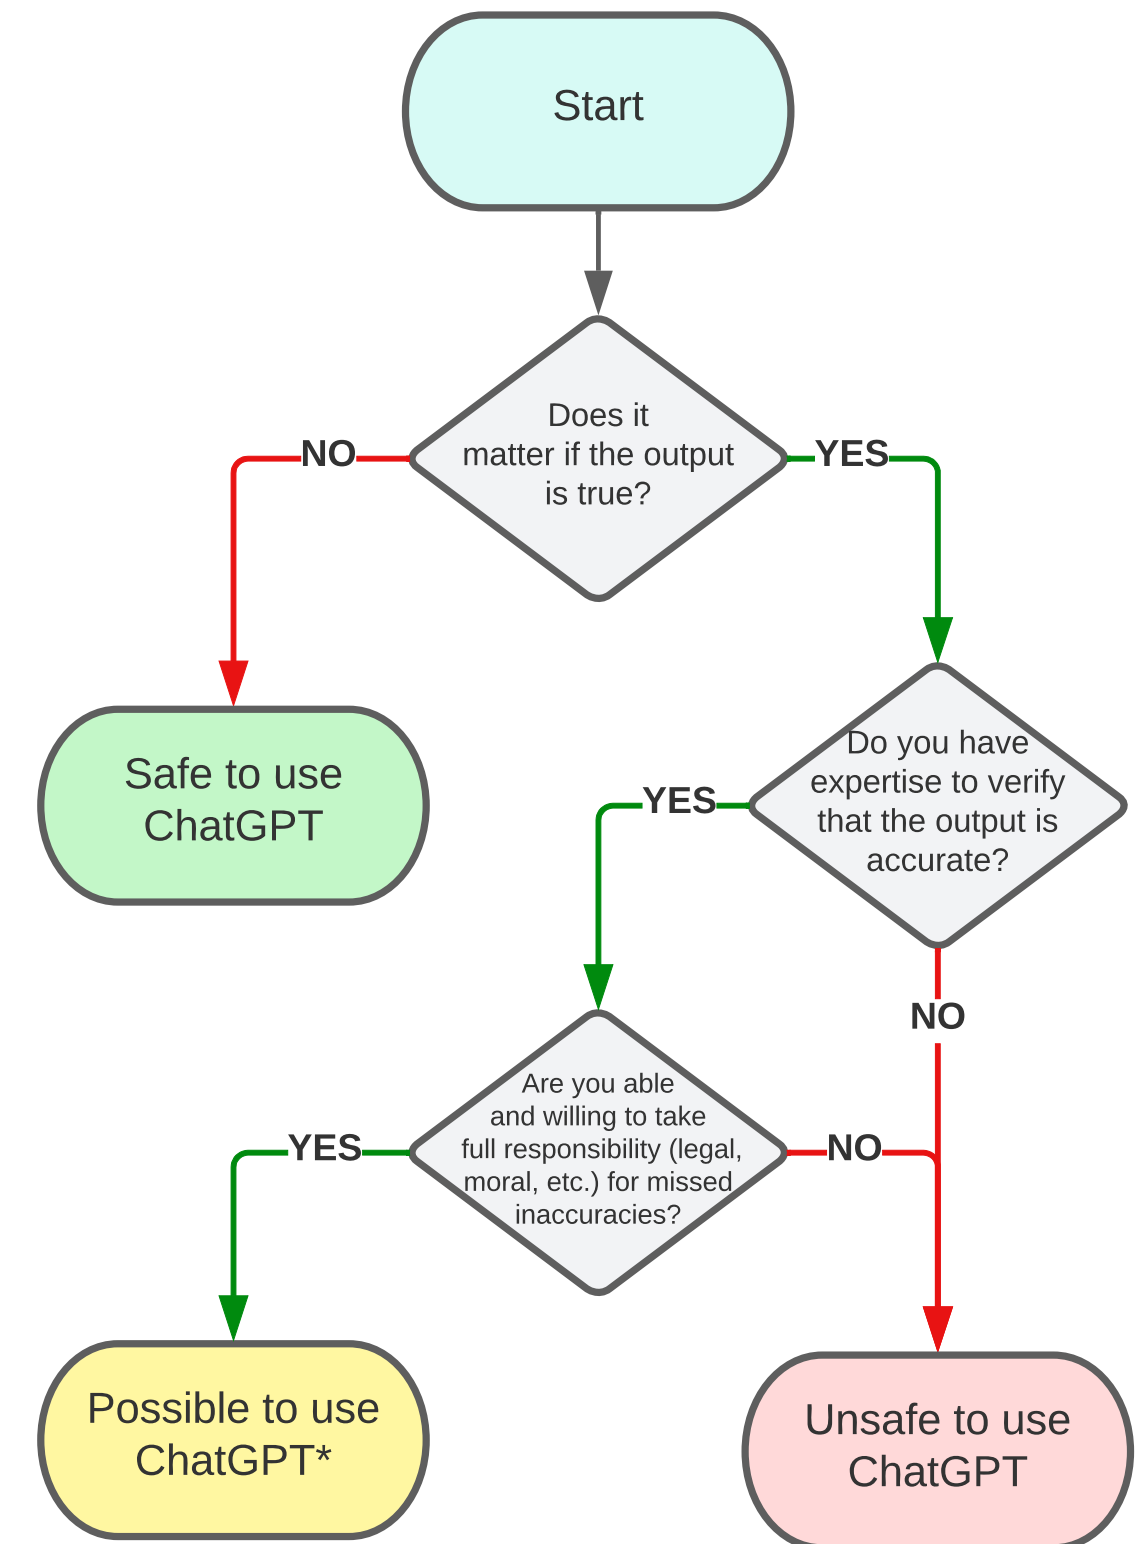 Start
Does it
matter if the output
is true?
NO
YES
Safe to use
ChatGPT
Do you have
expertise to verify
that the output is
accurate?
YES
NO
Are you able
and willing to take
full responsibility (legal,
moral, etc.) for missed
inaccuracies?
YES
NO
Possible to use
ChatGPT*
Unsafe to use
ChatGPT